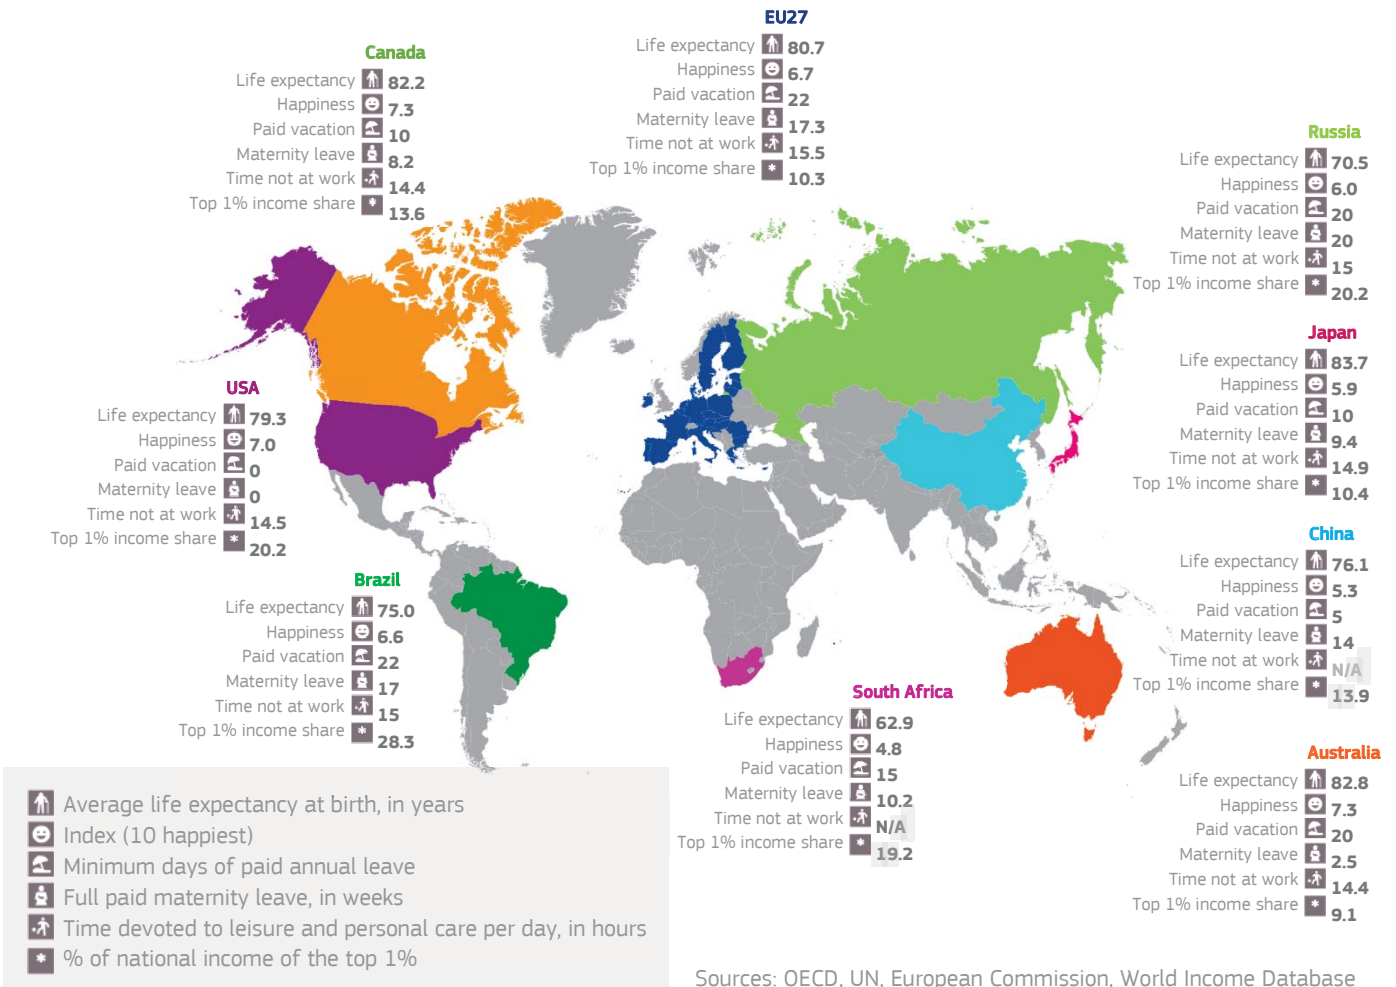 EU27
Life expectancy 80.7
Happiness 6.7
Paid vacation 22
Maternity leave 17.3
Time not at work 15.5
Top 1% income share * 10.3
Canada
Life expectancy 82.2
Happiness 7.3
Paid vacation 10
Maternity leave 8.2
Time not at work 14.4
Top 1% income share * 13.6
Russia
Life expectancy 70.5
Happiness 6.0
Paid vacation 20
Maternity leave 20
Time not at work 15
Top 1% income share * 20.2
Japan
Life expectancy 83.7
Happiness 5.9
Paid vacation 10
Maternity leave 9.4
Time not at work 14.9
Top 1% income share * 10.4
USA
Life expectancy 79.3
Happiness 7.0
Paid vacation 0
Maternity leave 0
Time not at work 14.5
Top 1% income share * 20.2
China
Life expectancy 76.1
Happiness 5.3
Paid vacation 5
Maternity leave 14
Time not at work N/A
Top 1% income share * 13.9
Brazil
Life expectancy 75.0
Happiness 6.6
Paid vacation 22
Maternity leave 17
Time not at work 15
Top 1% income share * 28.3
South Africa
Life expectancy 62.9
Happiness 4.8
Paid vacation 15
Maternity leave 10.2
Time not at work N/A
Top 1% income share * 19.2
Australia
Life expectancy 82.8
Happiness 7.3
Paid vacation 20
Maternity leave 2.5
Time not at work 14.4
Top 1% income share * 9.1
Average life expectancy at birth, in years
Index (10 happiest)
Minimum days of paid annual leave
Full paid maternity leave, in weeks
Time devoted to leisure and personal care per day, in hours
* % of national income of the top 1%
Sources: OECD, UN, European Commission, World Income Database